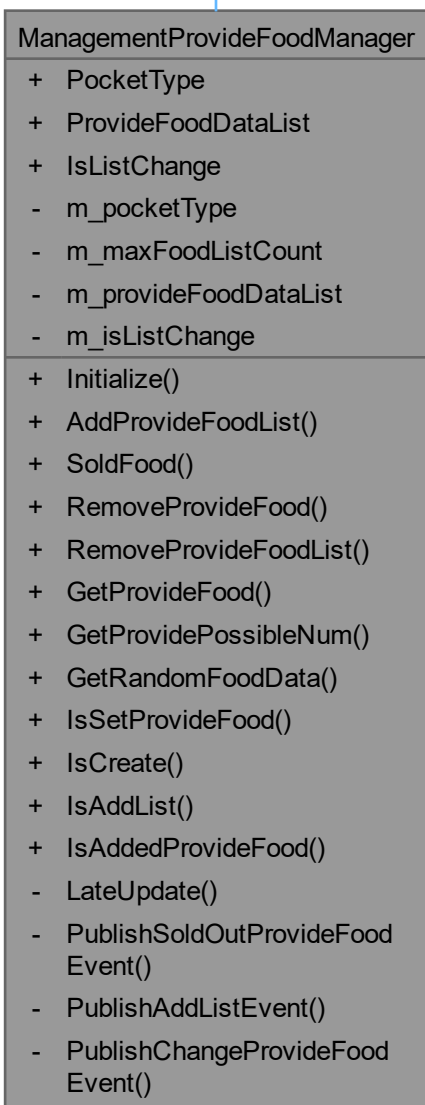 ManagementProvideFoodManager
+ PocketType
+ ProvideFoodDataList
+ IsListChange
- m_pocketType
- m_maxFoodListCount
- m_provideFoodDataList
- m_isListChange
+ Initialize()
+ AddProvideFoodList()
+ SoldFood()
+ RemoveProvideFood()
+ RemoveProvideFoodList()
+ GetProvideFood()
+ GetProvidePossibleNum()
+ GetRandomFoodData()
+ IsSetProvideFood()
+ IsCreate()
+ IsAddList()
+ IsAddedProvideFood()
- LateUpdate()
- PublishSoldOutProvideFood
Event()
- PublishAddListEvent()
- PublishChangeProvideFood
Event()